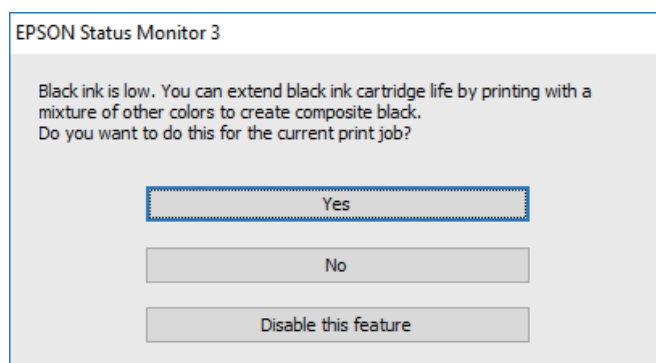 EPSON Status Monitor 3
Black ink is low. You can extend black ink cartridge life by printing with a
mixture of other colors to create composite black.
Do you want to do this for the current print job?
Yes
No
Disable this feature